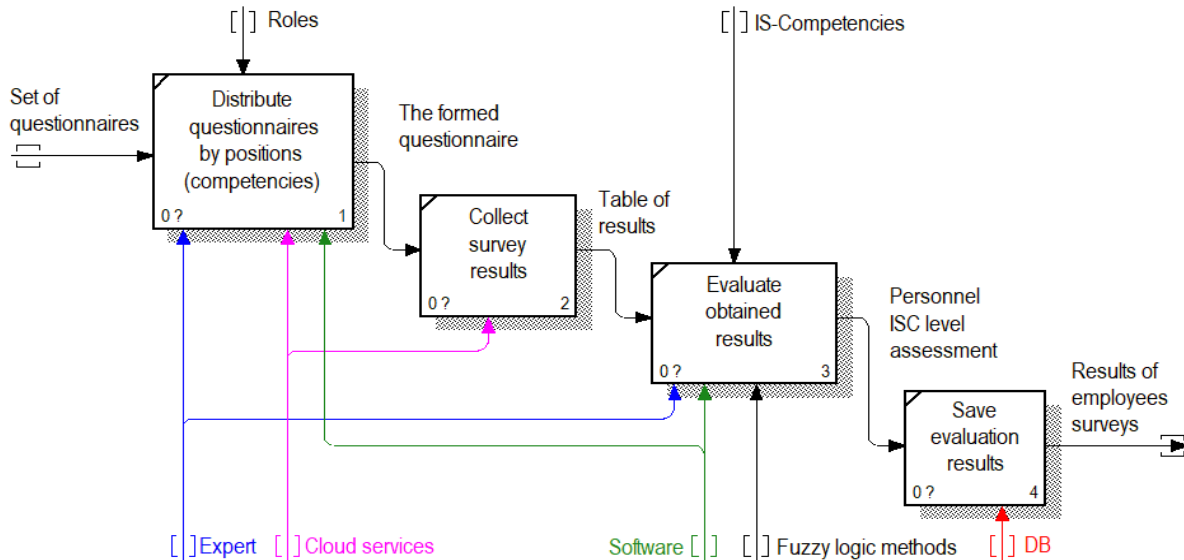 Roles
IS-Competencies
Set of
questionnaires
Distribute
questionnaires
by positions
(competencies)
0 ?
1
The formed
questionnaire
Collect
survey
results
0 ?
2
Table of
results
Evaluate
obtained
results
0 ?
3
Personnel
ISC level
assessment
Save
evaluation
results
0 ?
4
Results of
employees
surveys
Expert
Cloud services
Software
Fuzzy logic methods
DB